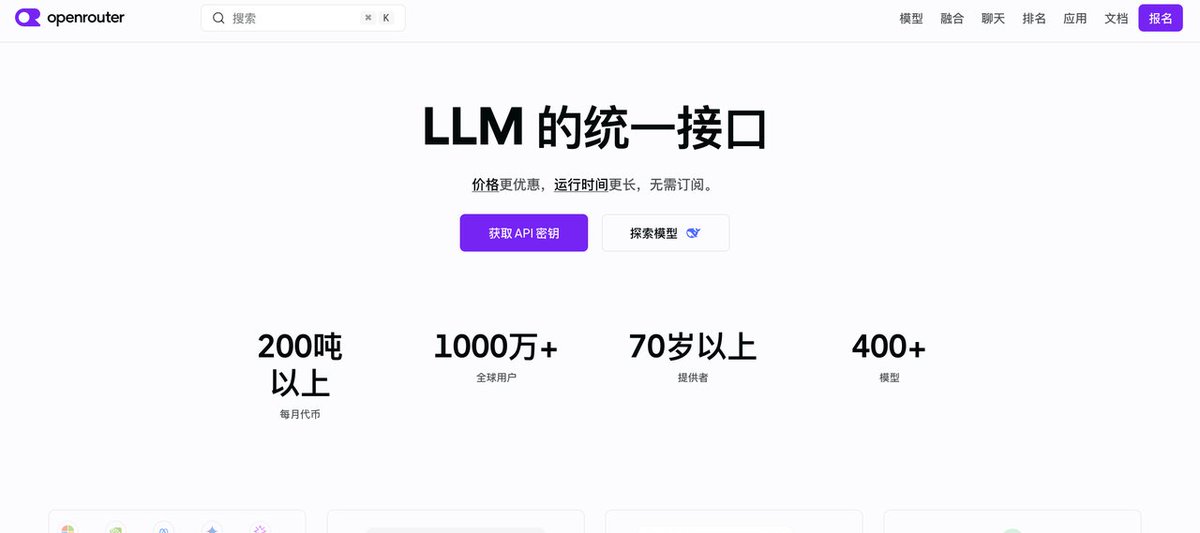 openrouter
搜索
⌘ K
模型
融合
聊天
排名
应用
文档
报名
LLM 的统一接口
价格更优惠，运行时间更长，无需订阅。
获取 API 密钥
探索模型
200吨
以上
每月代币
1000万+
全球用户
70岁以上
提供者
400+
模型